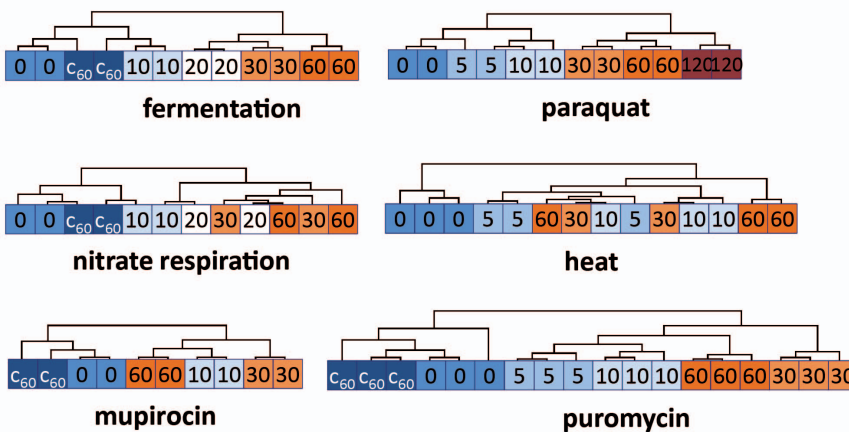 0 0 c60 c60 10 10 20 20 30 30 60 60
fermentation
0 0 5 5 10 10 30 30 60 60 120 120
paraquat
0 0 c60 c60 10 10 20 30 20 60 30 60
nitrate respiration
0 0 0 5 5 60 30 10 5 30 10 10 60 60
heat
c60 c60 0 0 60 60 10 10 30 30
mupirocin
c60 c60 c60 0 0 0 5 5 5 10 10 10 60 60 60 30 30 30
puromycin